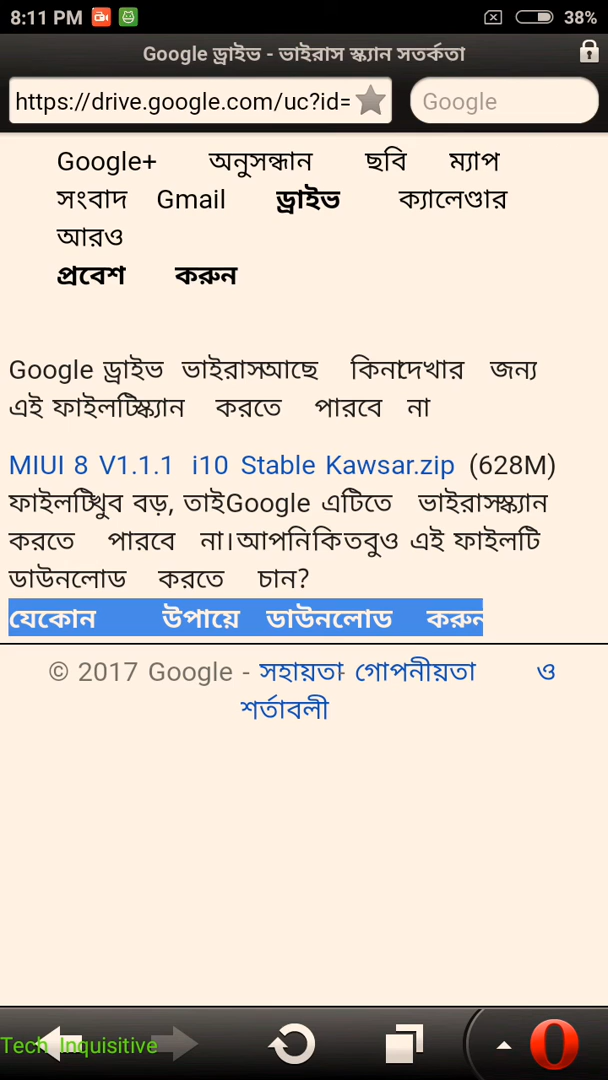 8:11 PM 38%
Google ড্রাইভ - ভাইরাস স্ক্যান সতর্কতা
https://drive.google.com/uc?id= Google
Google+ অনুসন্ধান ছবি ম্যাপ
সংবাদ Gmail ড্রাইভ ক্যালেণ্ডার
আরও
প্রবেশ করুন
Google ড্রাইভ ভাইরাসআছে কিনাদেখার জন্য
এই ফাইলটিস্ক্যান করতে পারবে না
MIUI 8 V1.1.1 i10 Stable Kawsar.zip (628M)
ফাইলটিখুব বড়, তাইGoogle এটিতে ভাইরাসস্ক্যান
করতে পারবে না।আপনিকিতবুও এই ফাইলটি
ডাউনলোড করতে চান?
যেকোন উপায়ে ডাউনলোড করুন
© 2017 Google - সহায়তা- গোপনীয়তা ও
শর্তাবলী
Tech Inquisitive